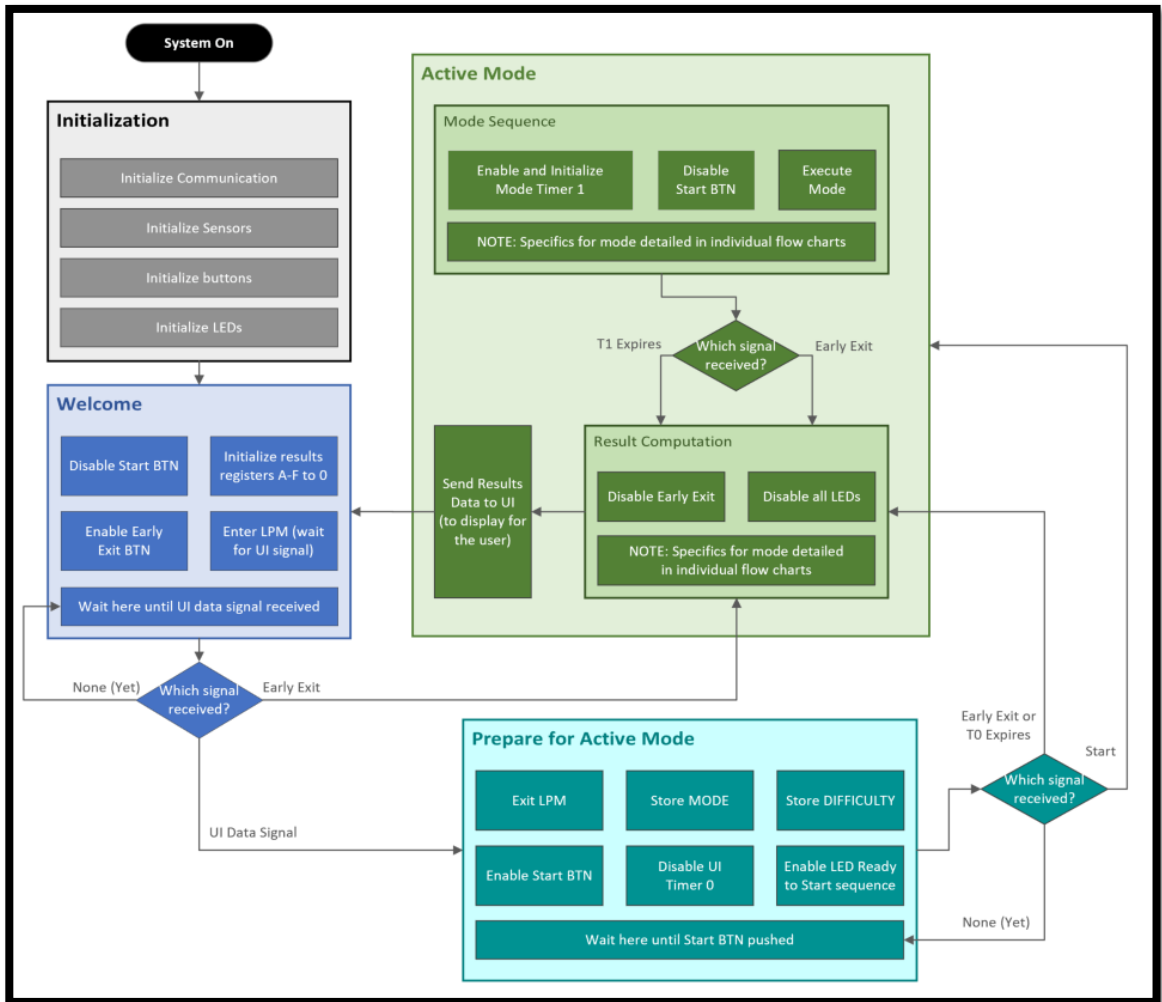 System On
Initialization
Initialize Communication
Initialize Sensors
Initialize buttons
Initialize LEDs
Welcome
Disable Start BTN
Initialize results
registers A-F to 0
Enable Early
Exit BTN
Enter LPM (wait
for UI signal)
Wait here until UI data signal received
None (Yet)
Which signal
received?
Early Exit
UI Data Signal
Active Mode
Mode Sequence
Enable and Initialize
Mode Timer 1
Disable
Start BTN
Execute
Mode
NOTE: Specifics for mode detailed in individual flow charts
T1 Expires
Which signal
received?
Early Exit
Result Computation
Disable Early Exit
Disable all LEDs
NOTE: Specifics for mode detailed
in individual flow charts
Send Results
Data to UI
(to display for
the user)
Prepare for Active Mode
Exit LPM
Store MODE
Store DIFFICULTY
Enable Start BTN
Disable UI
Timer 0
Enable LED Ready
to Start sequence
Wait here until Start BTN pushed
Early Exit or
T0 Expires
Start
Which signal
received?
None (Yet)